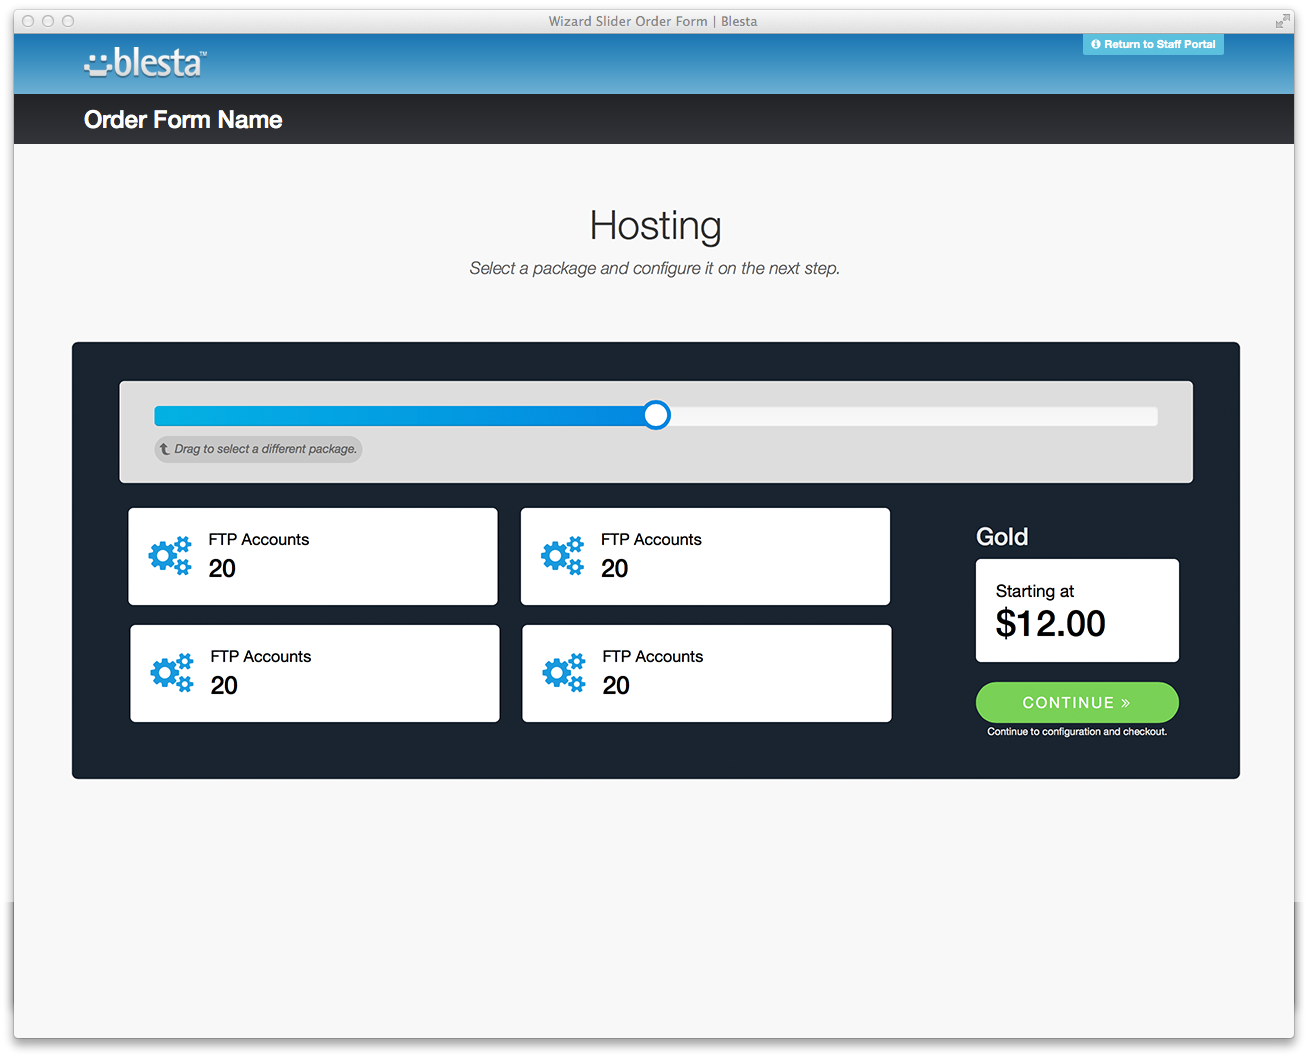 Wizard Slider Order Form | Blesta
blesta™
Return to Staff Portal
Order Form Name
Hosting
Select a package and configure it on the next step.
Drag to select a different package.
FTP Accounts
20
FTP Accounts
20
FTP Accounts
20
FTP Accounts
20
Gold
Starting at
$12.00
CONTINUE »
Continue to configuration and checkout.